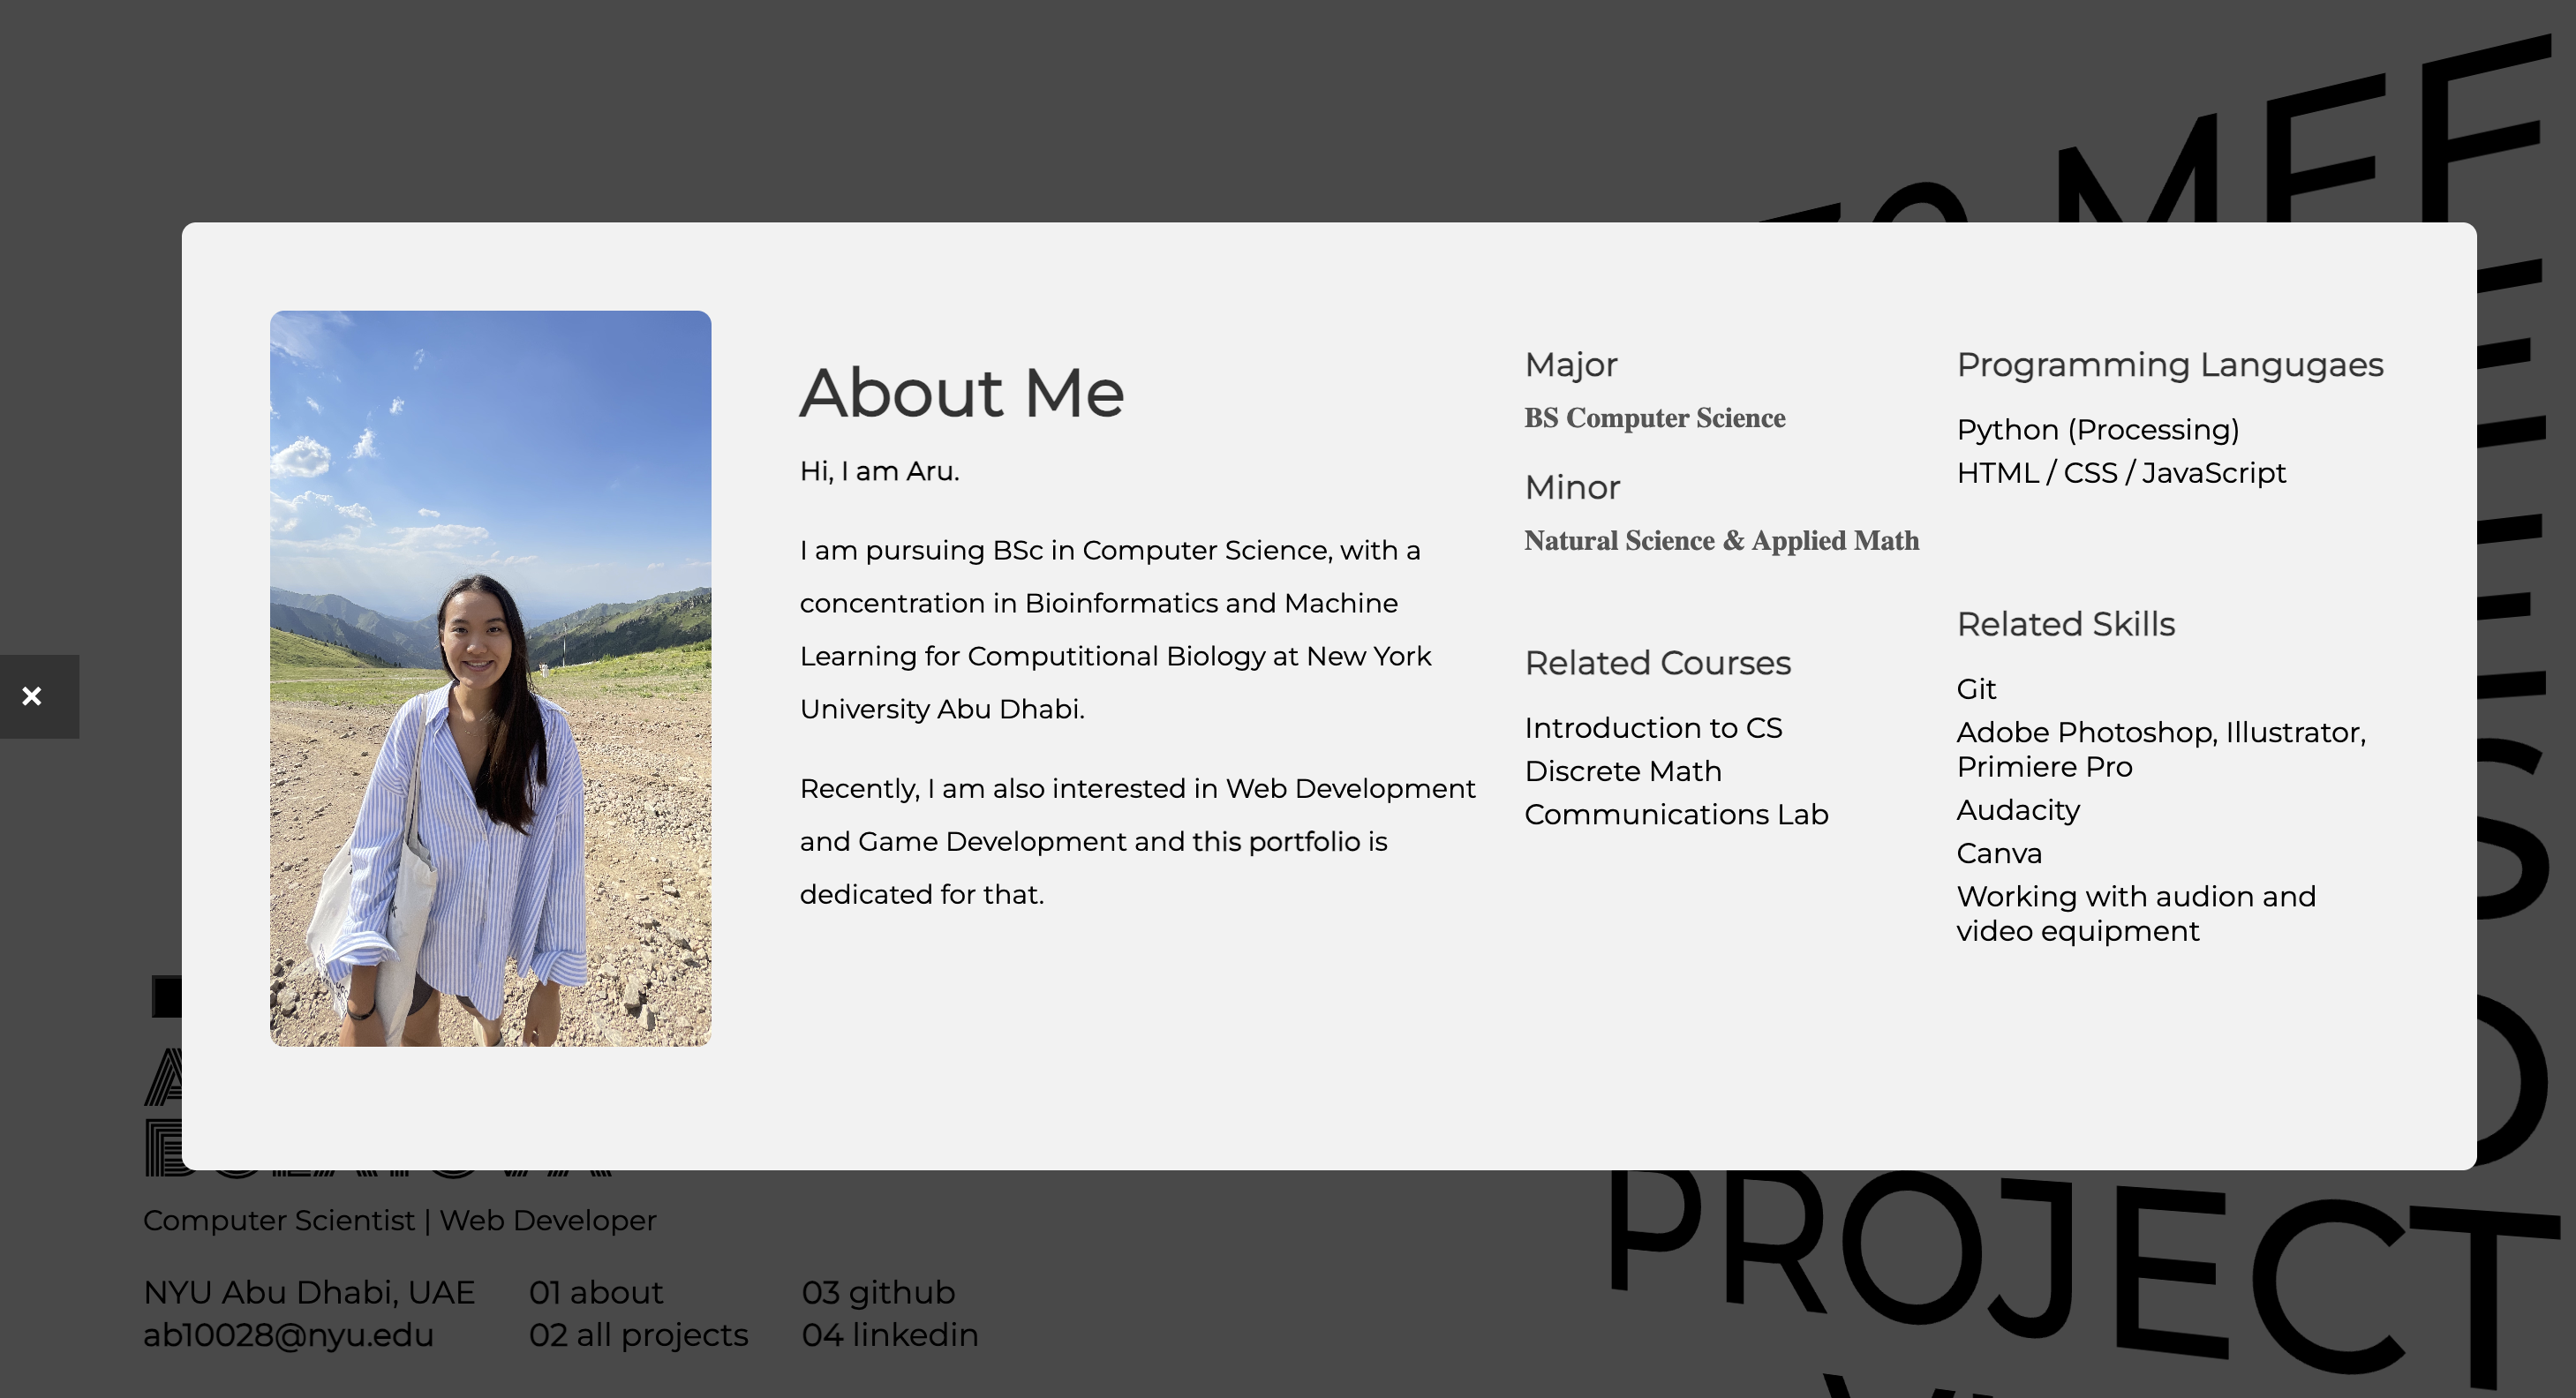 TO MEE
About Me
Hi, I am Aru.
I am pursuing BSc in Computer Science, with a
concentration in Bioinformatics and Machine
Learning for Computitional Biology at New York
University Abu Dhabi.
Recently, I am also interested in Web Development
and Game Development and this portfolio is
dedicated for that.
Major
BS Computer Science
Minor
Natural Science & Applied Math
Related Courses
Introduction to CS
Discrete Math
Communications Lab
Programming Langugaes
Python (Processing)
HTML / CSS / JavaScript
Related Skills
Git
Adobe Photoshop, Illustrator,
Primiere Pro
Audacity
Canva
Working with audion and
video equipment
×
Computer Scientist | Web Developer
NYU Abu Dhabi, UAE
ab10028@nyu.edu
01 about
02 all projects
03 github
04 linkedin
PROJECT